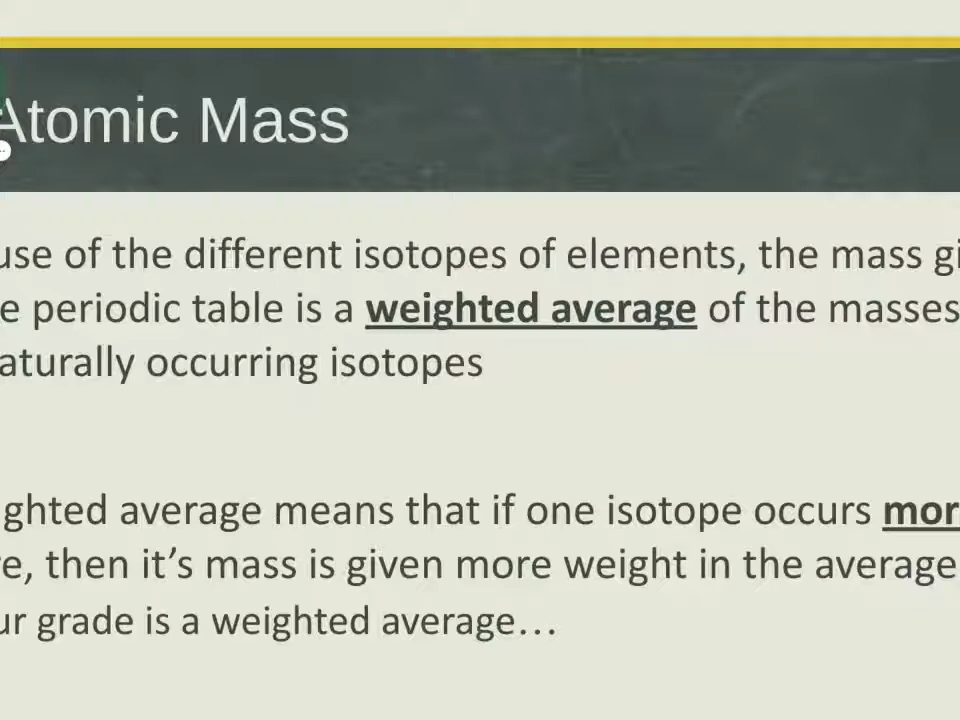 Atomic Mass
use of the different isotopes of elements, the mass gi
e periodic table is a weighted average of the masses
aturally occurring isotopes
ghted average means that if one isotope occurs mor
e, then it's mass is given more weight in the average
ur grade is a weighted average…